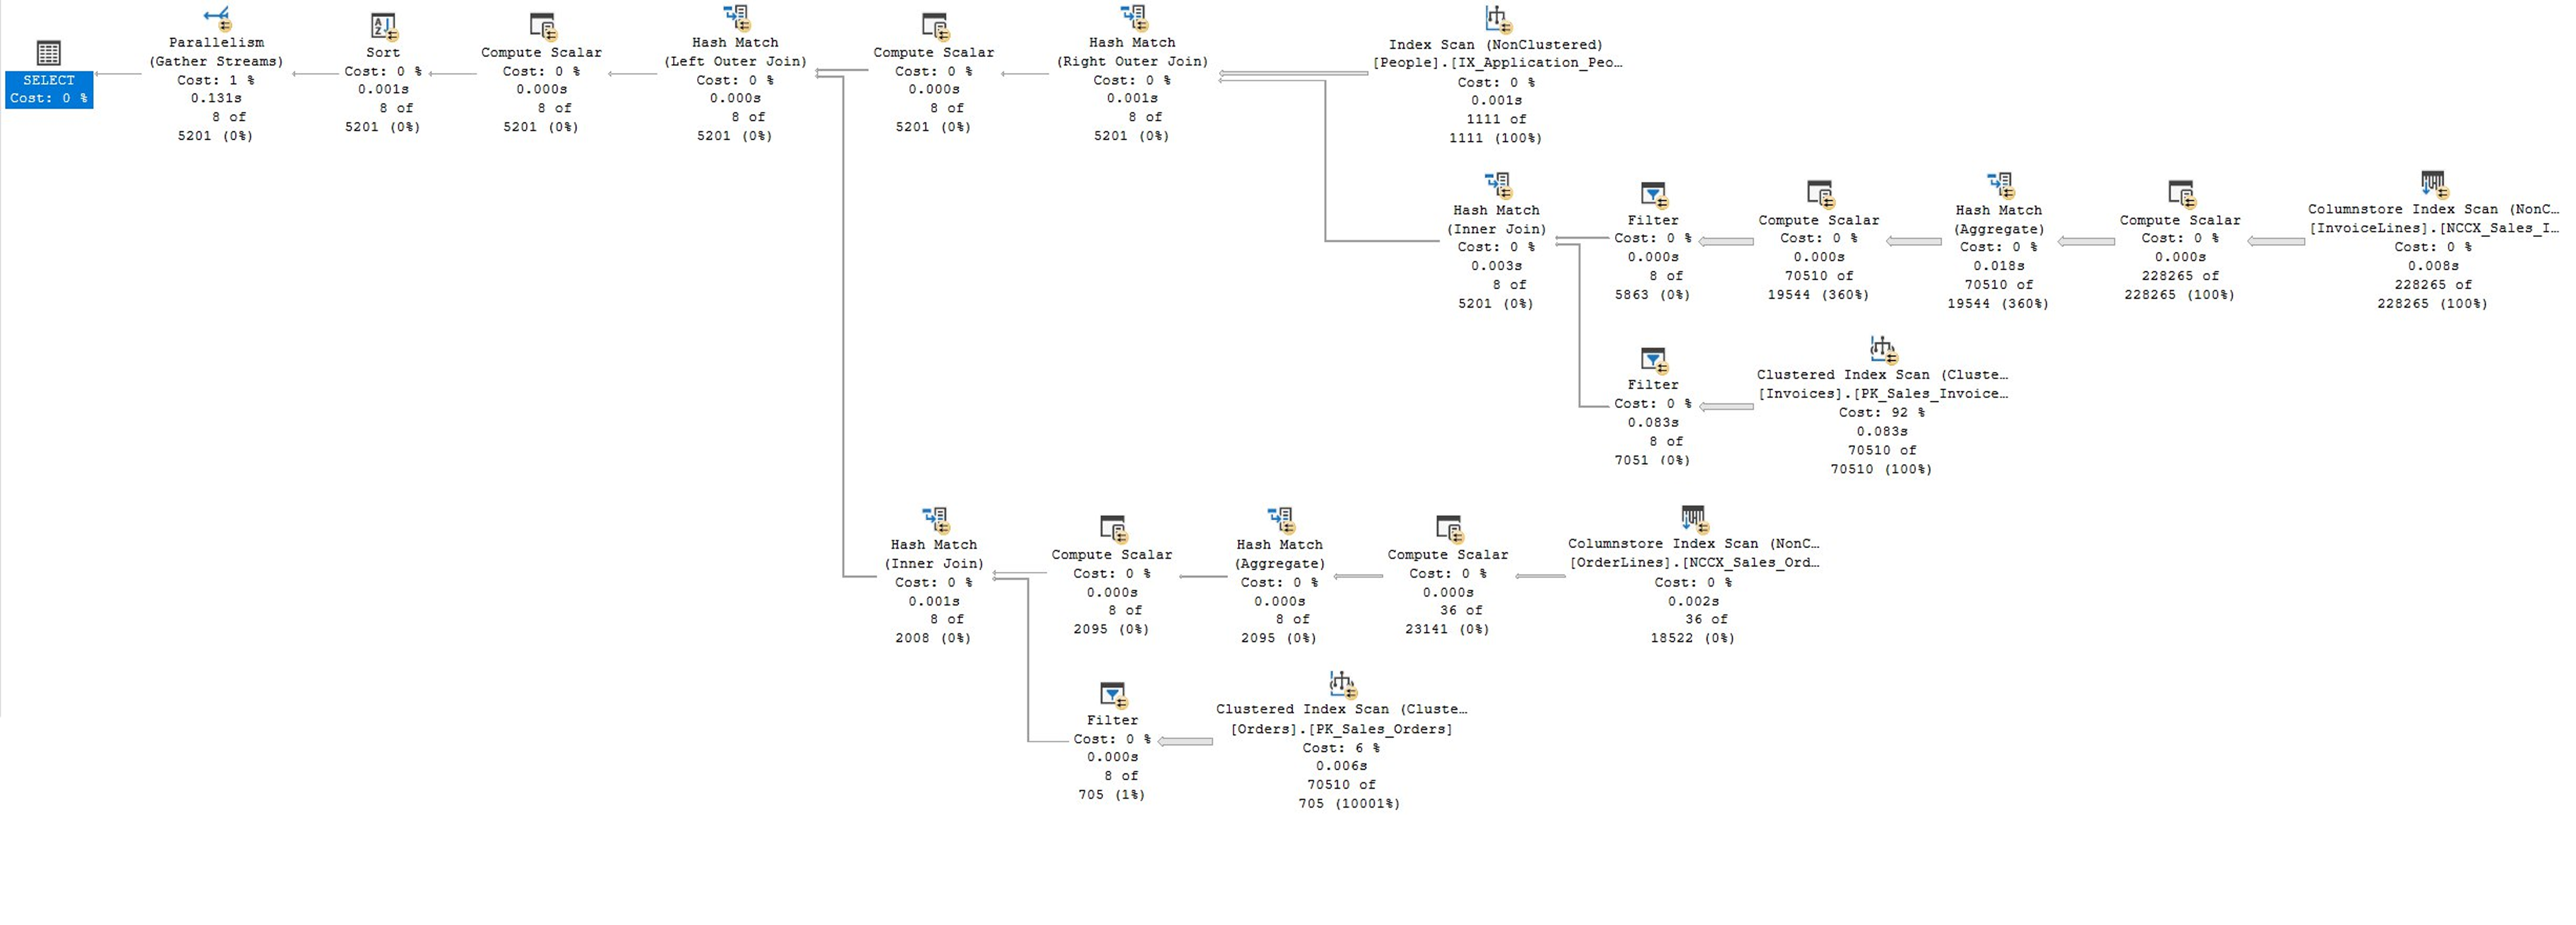 SELECT
Cost: 0 %
Parallelism
(Gather Streams)
Cost: 1 %
0.131s
8 of
5201 (0%)
Sort
Cost: 0 %
0.001s
8 of
5201 (0%)
Compute Scalar
Cost: 0 %
0.000s
8 of
5201 (0%)
Hash Match
(Left Outer Join)
Cost: 0 %
0.000s
8 of
5201 (0%)
Compute Scalar
Cost: 0 %
0.000s
8 of
5201 (0%)
Hash Match
(Right Outer Join)
Cost: 0 %
0.001s
8 of
5201 (0%)
Index Scan (NonClustered)
[People].[IX_Application_Peo…
Cost: 0 %
0.001s
1111 of
1111 (100%)
Hash Match
(Inner Join)
Cost: 0 %
0.003s
8 of
5201 (0%)
Filter
Cost: 0 %
0.000s
8 of
5863 (0%)
Compute Scalar
Cost: 0 %
0.000s
70510 of
19544 (360%)
Hash Match
(Aggregate)
Cost: 0 %
0.018s
70510 of
19544 (360%)
Compute Scalar
Cost: 0 %
0.000s
228265 of
228265 (100%)
Columnstore Index Scan (NonC…
[InvoiceLines].[NCCX_Sales_I…
Cost: 0 %
0.008s
228265 of
228265 (100%)
Filter
Cost: 0 %
0.083s
8 of
7051 (0%)
Clustered Index Scan (Cluste…
[Invoices].[PK_Sales_Invoice…
Cost: 92 %
0.083s
70510 of
70510 (100%)
Hash Match
(Inner Join)
Cost: 0 %
0.001s
8 of
2008 (0%)
Compute Scalar
Cost: 0 %
0.000s
8 of
2095 (0%)
Hash Match
(Aggregate)
Cost: 0 %
0.000s
8 of
2095 (0%)
Compute Scalar
Cost: 0 %
0.000s
36 of
23141 (0%)
Columnstore Index Scan (NonC…
[OrderLines].[NCCX_Sales_Ord…
Cost: 0 %
0.002s
36 of
18522 (0%)
Filter
Cost: 0 %
0.000s
8 of
705 (1%)
Clustered Index Scan (Cluste…
[Orders].[PK_Sales_Orders]
Cost: 6 %
0.006s
70510 of
705 (10001%)